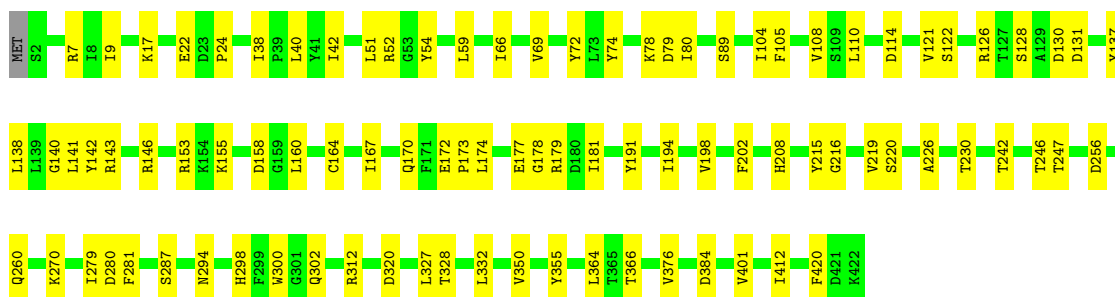 MET S2 R7 I8 I9 K17 E22 D23 P24 I38 P39 L40 Y41 I42 L51 R52 G53 Y54 L59 I66 V69 Y72 L73 Y74 K78 D79 I80 S89 I104 F105 V108 S109 L110 D114 V121 S122 R126 T127 S128 A129 D130 D131 Y137
L138 L139 G140 L141 Y142 R143 R146 R153 K154 K155 D158 G159 L160 C164 I167 Q170 F171 E172 P173 L174 E177 G178 R179 D180 I181 Y191 I194 V198 F202 H208 Y215 G216 V219 S220 A226 T230 T242 T246 T247 D256
Q260 K270 I279 D280 F281 S287 N294 H298 F299 W300 G301 Q302 R312 D320 L327 T328 L332 V350 Y355 L364 T365 T366 V376 D384 V401 I412 F420 D421 K422